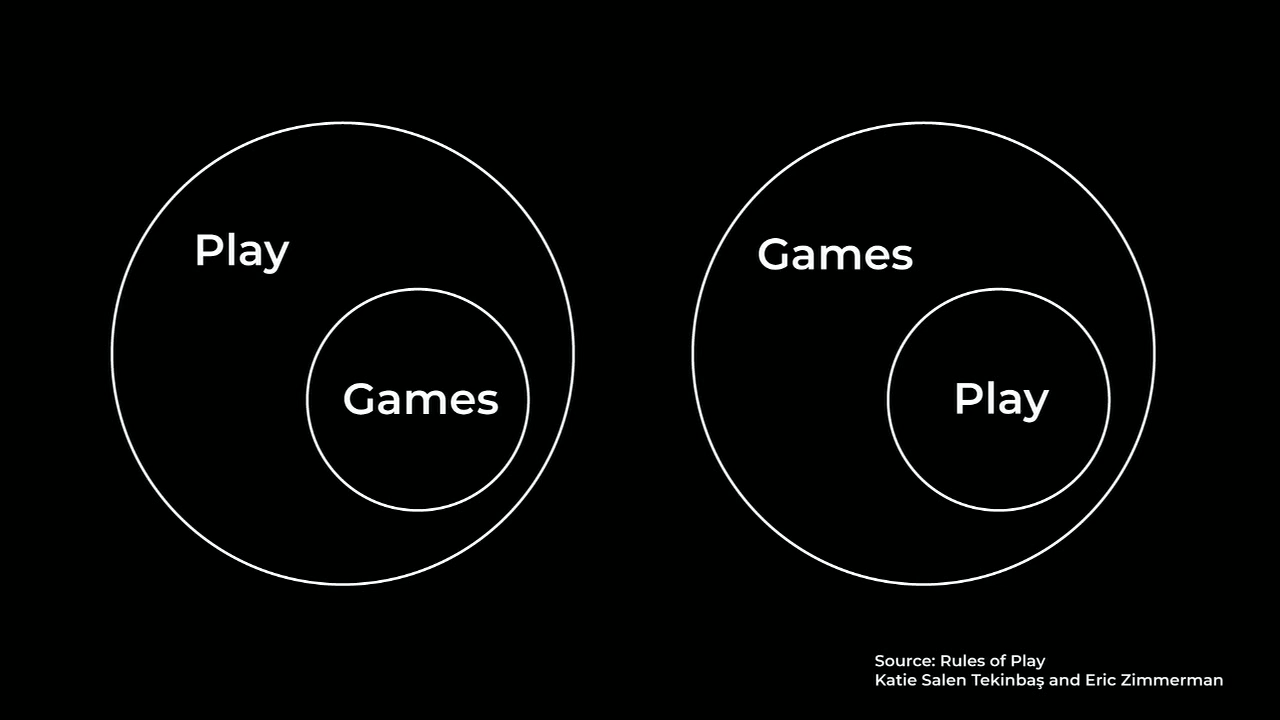 Play
Games
Games
Play
Source: Rules of Play
Katie Salen Tekinbaş and Eric Zimmerman